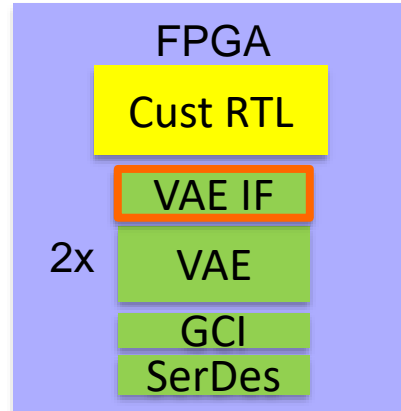 FPGA
Cust RTL
VAE IF
2x
VAE
GCI
SerDes